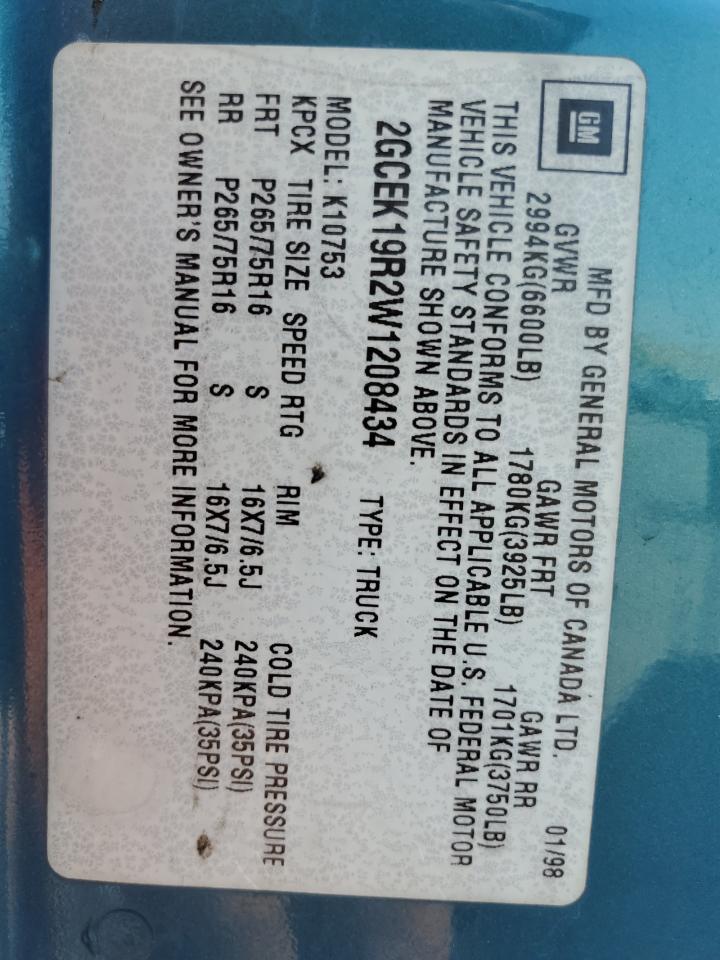 GM
MFD BY GENERAL MOTORS OF CANADA LTD. 01/98
GVWR GAWR FRT GAWR RR
2994KG(6600LB) 1780KG(3925LB) 1701KG(3750LB)
THIS VEHICLE CONFORMS TO ALL APPLICABLE U.S. FEDERAL MOTOR
VEHICLE SAFETY STANDARDS IN EFFECT ON THE DATE OF
MANUFACTURE SHOWN ABOVE.
2GCEK19R2W1208434 TYPE: TRUCK
MODEL: K10753
KPCX TIRE SIZE SPEED RTG RIM COLD TIRE PRESSURE
FRT P265/75R16 S 16X7/6.5J 240KPA(35PSI)
RR P265/75R16 S 16X7/6.5J 240KPA(35PSI)
SEE OWNER'S MANUAL FOR MORE INFORMATION.